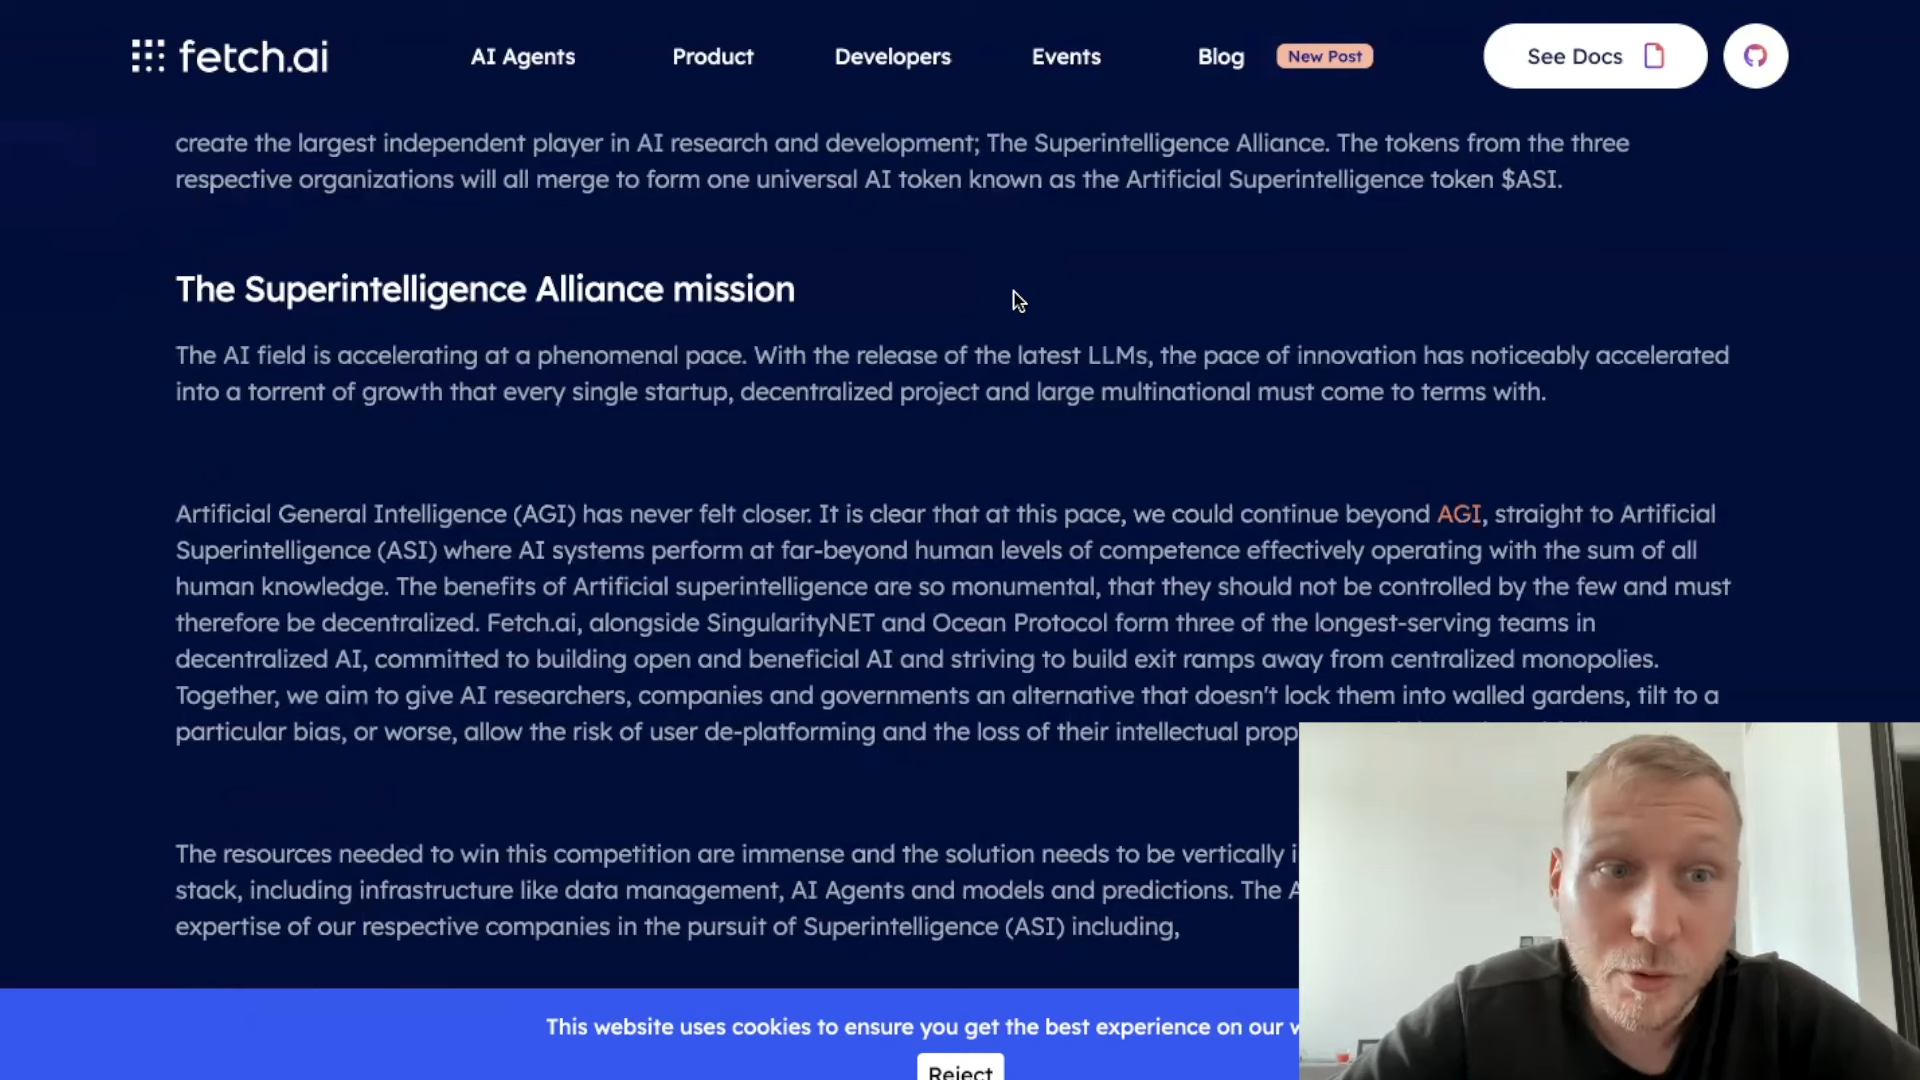 fetch.ai AI Agents Product Developers Events Blog New Post See Docs
create the largest independent player in AI research and development; The Superintelligence Alliance. The tokens from the three
respective organizations will all merge to form one universal AI token known as the Artificial Superintelligence token $ASI.
The Superintelligence Alliance mission
The AI field is accelerating at a phenomenal pace. With the release of the latest LLMs, the pace of innovation has noticeably accelerated
into a torrent of growth that every single startup, decentralized project and large multinational must come to terms with.
Artificial General Intelligence (AGI) has never felt closer. It is clear that at this pace, we could continue beyond AGI, straight to Artificial
Superintelligence (ASI) where AI systems perform at far-beyond human levels of competence effectively operating with the sum of all
human knowledge. The benefits of Artificial superintelligence are so monumental, that they should not be controlled by the few and must
therefore be decentralized. Fetch.ai, alongside SingularityNET and Ocean Protocol form three of the longest-serving teams in
decentralized AI, committed to building open and beneficial AI and striving to build exit ramps away from centralized monopolies.
Together, we aim to give AI researchers, companies and governments an alternative that doesn't lock them into walled gardens, tilt to a
particular bias, or worse, allow the risk of user de-platforming and the loss of their intellectual prop
The resources needed to win this competition are immense and the solution needs to be vertically i
stack, including infrastructure like data management, AI Agents and models and predictions. The A
expertise of our respective companies in the pursuit of Superintelligence (ASI) including,
This website uses cookies to ensure you get the best experience on our w
Reject